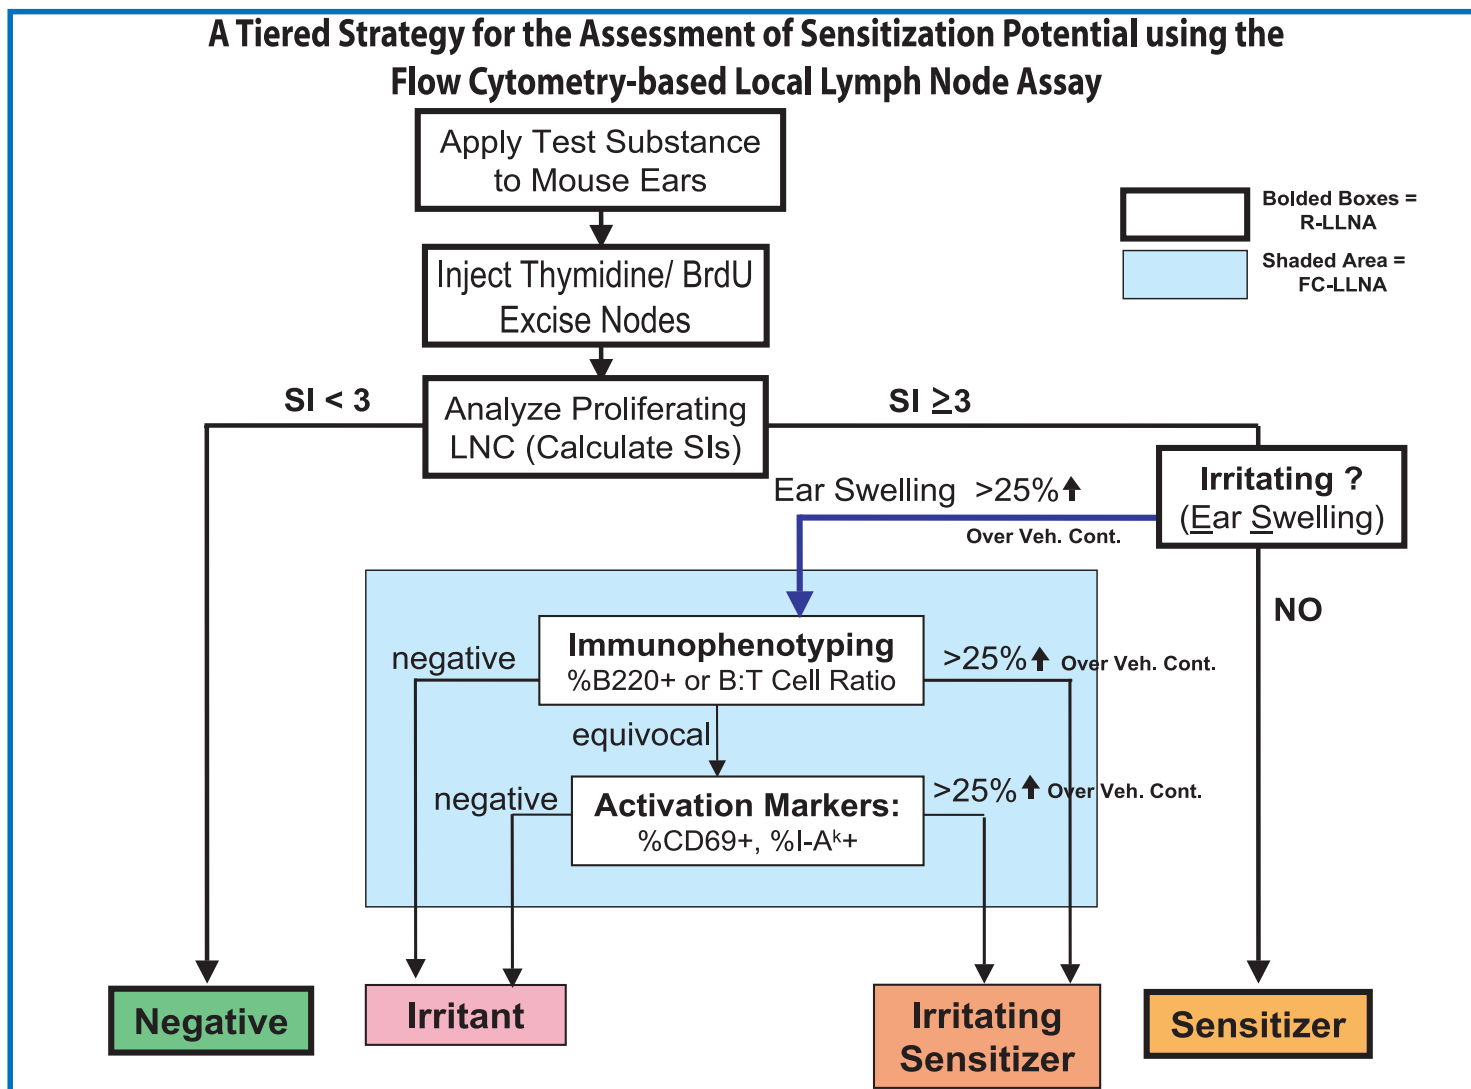 A Tiered Strategy for the Assessment of Sensitization Potential using the
Flow Cytometry-based Local Lymph Node Assay
Apply Test Substance
to Mouse Ears
Bolded Boxes =
R-LLNA
Shaded Area =
FC-LLNA
Inject Thymidine/ BrdU
Excise Nodes
SI < 3
Analyze Proliferating
LNC (Calculate SIs)
SI ≥3
Irritating ?
(Ear Swelling)
Ear Swelling >25%
Over Veh. Cont.
NO
negative
Immunophenotyping
%B220+ or B:T Cell Ratio
>25% Over Veh. Cont.
equivocal
negative
Activation Markers:
%CD69+, %I-Aᵏ+
>25% Over Veh. Cont.
Negative
Irritant
Irritating
Sensitizer
Sensitizer